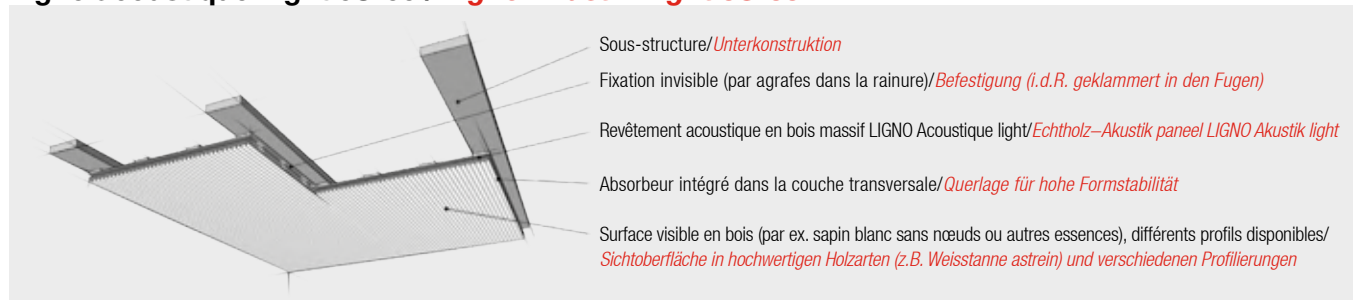 Sous-structure/Unterkonstruktion
Fixation invisible (par agrafes dans la rainure)/Befestigung (i.d.R. geklammert in den Fugen)
Revêtement acoustique en bois massif LIGNO Acoustique light/Echtholz–Akustik paneel LIGNO Akustik light
Absorbeur intégré dans la couche transversale/Querlage für hohe Formstabilität
Surface visible en bois (par ex. sapin blanc sans nœuds ou autres essences), différents profils disponibles/
Sichtoberfläche in hochwertigen Holzarten (z.B. Weisstanne astrein) und verschiedenen Profilierungen